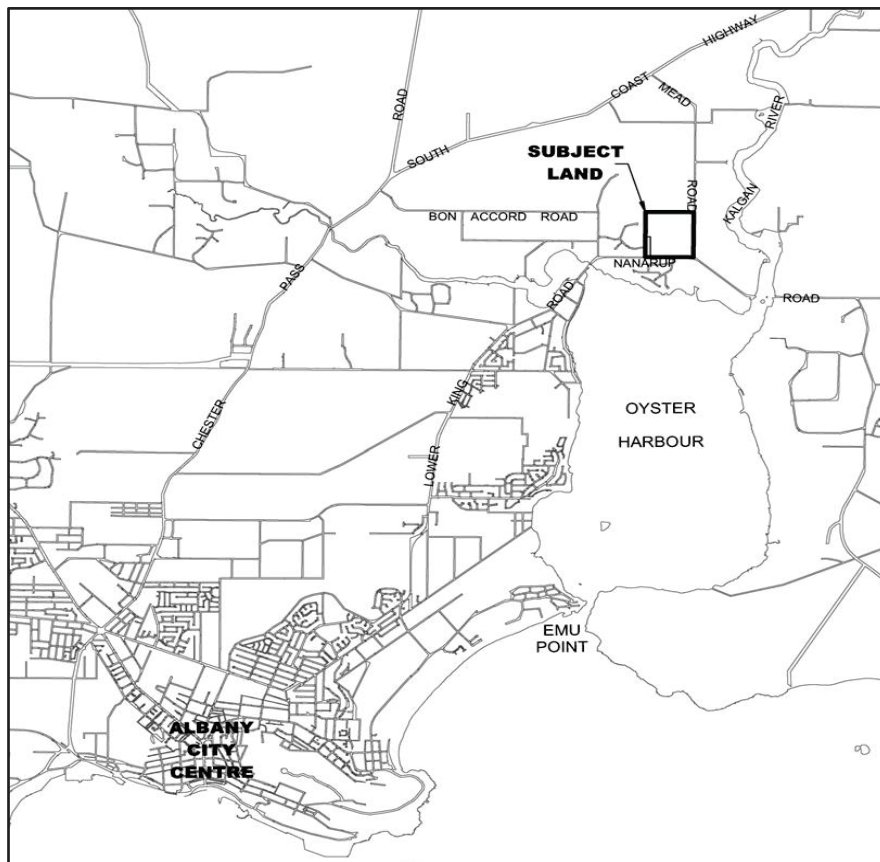 HIGHWAY
COAST
MEAD
ROAD
RIVER
SOUTH
SUBJECT
LAND
ROAD
KALGAN
BON ACCORD ROAD
NANARUP
PASS
ROAD
ROAD
KING
OYSTER
HARBOUR
CHESTER
LOWER
EMU
POINT
ALBANY
CITY
CENTRE